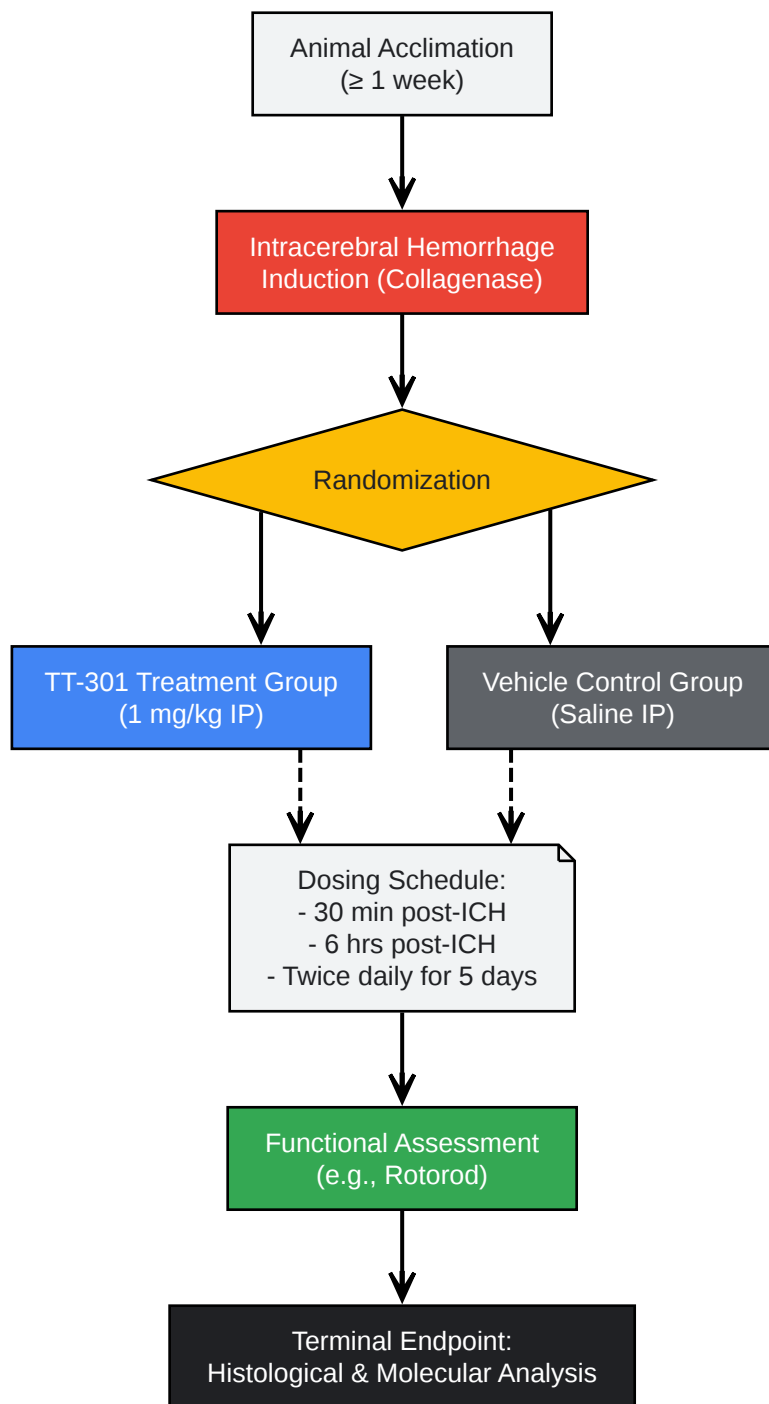 Animal Acclimation
(≥ 1 week)
Intracerebral Hemorrhage
Induction (Collagenase)
Randomization
TT-301 Treatment Group
(1 mg/kg IP)
Vehicle Control Group
(Saline IP)
Dosing Schedule:
- 30 min post-ICH
- 6 hrs post-ICH
- Twice daily for 5 days
Functional Assessment
(e.g., Rotorod)
Terminal Endpoint:
Histological & Molecular Analysis